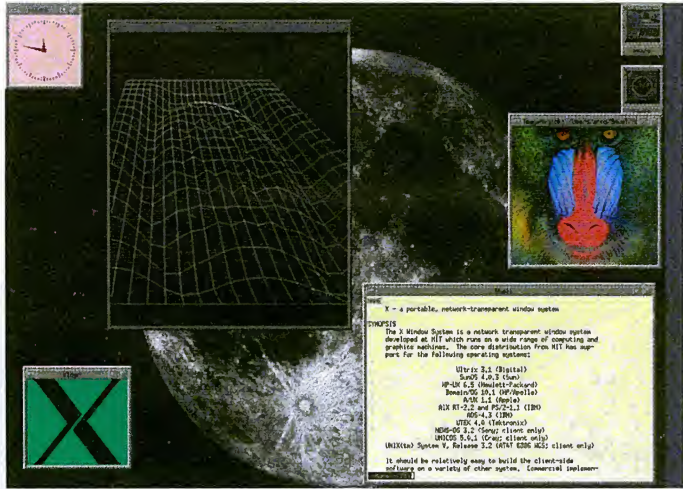 NAME
X - a portable, network-transparent window system
SYNOPSIS
The X Window System is a network transparent window system
developed at MIT which runs on a wide range of computing and
graphics machines. The core distribution from MIT has sup-
port for the following operating systems:
Ultrix 3.1 (Digital)
SunOS 4.0.3 (Sun)
HP-UX 6.5 (Hewlett-Packard)
Domain/OS 10.1 (HP/Apollo)
A/UX 1.1 (Apple)
AIX RT-2.2 and PS/2-1.1 (IBM)
AOS-4.3 (IBM)
UTEK 4.0 (Tektronix)
NEWS-OS 3.2 (Sony; client only)
UNICOS 5.0.1 (Cray; client only)
UNIX(tm) System V, Release 3.2 (AT&T 6386 WGS; client only)
It should be relatively easy to build the client-side
software on a variety of other system. Commercial implemen-